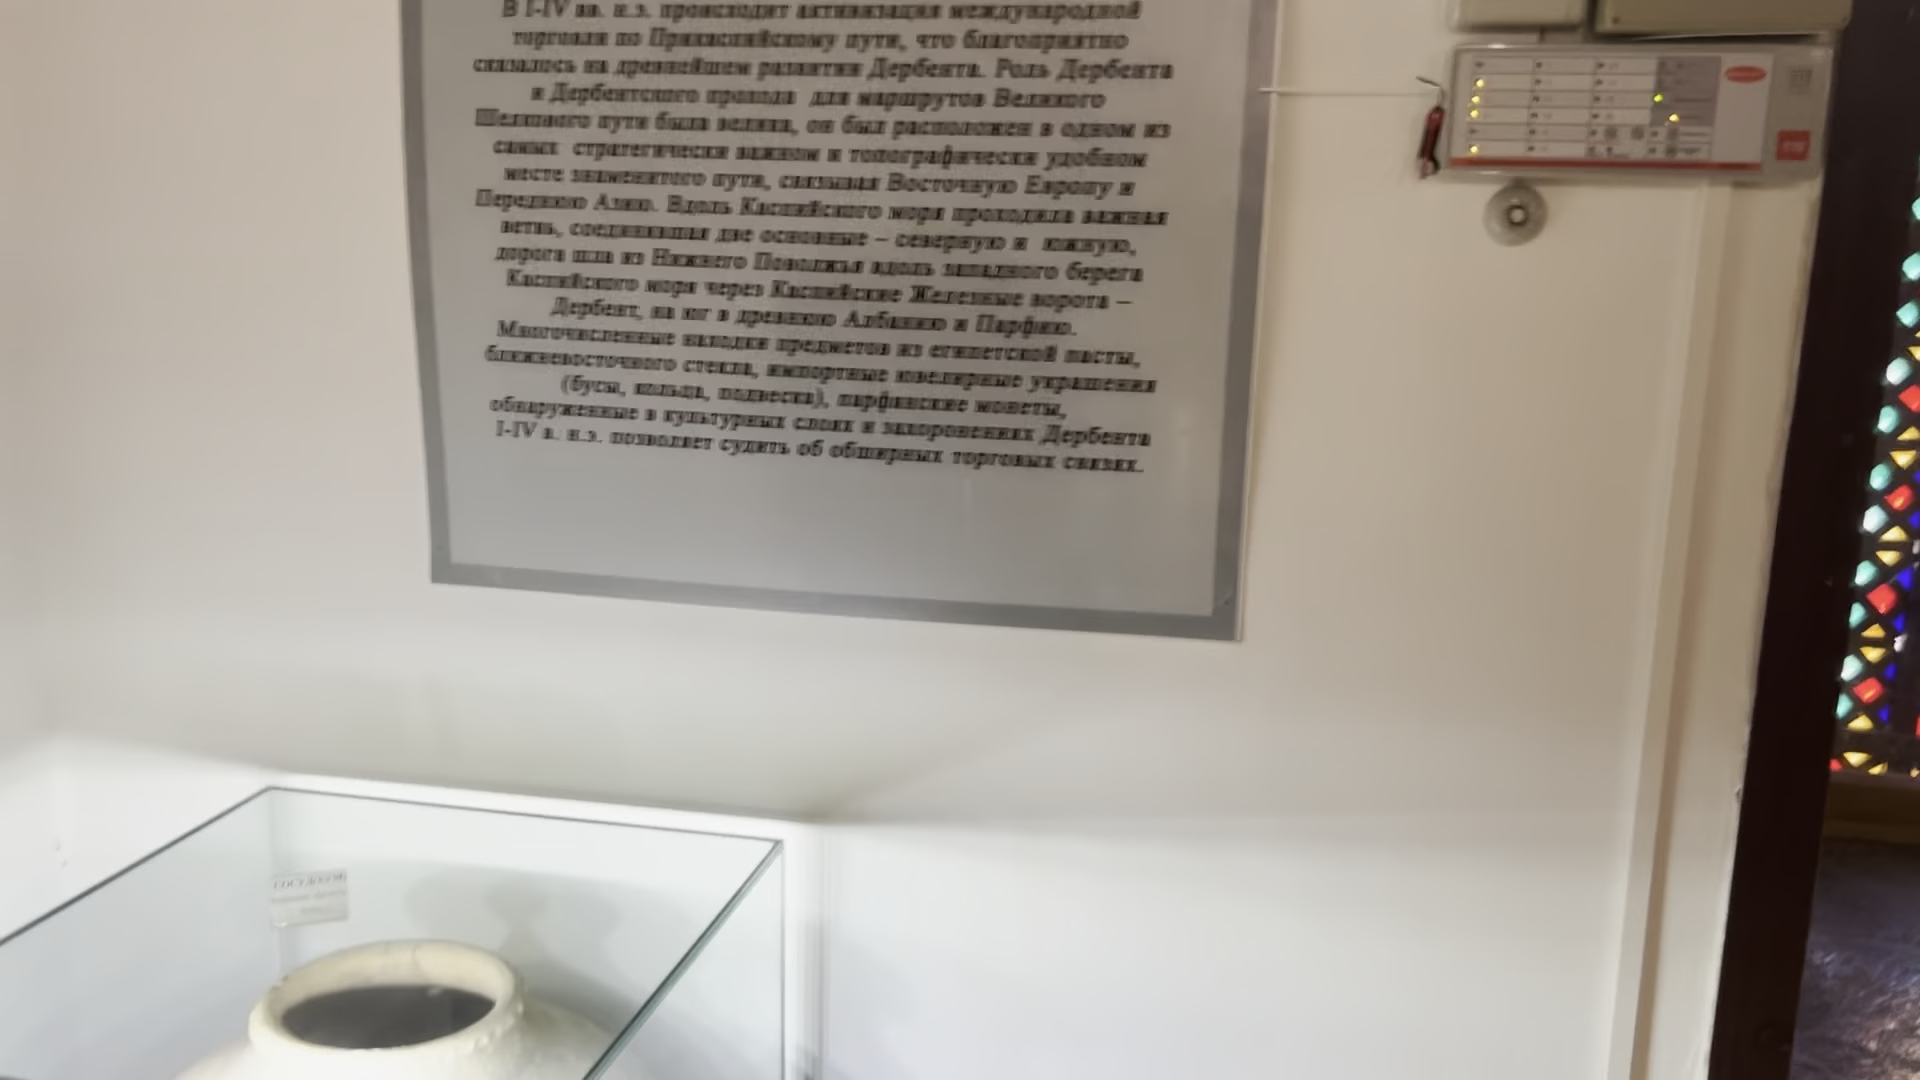 В I-IV вв. н.э. происходит активизация международной
торговли по Прикаспийскому пути, что благоприятно
сказалось на древнейшем развитии Дербента. Роль Дербента
и Дербентского прохода для маршрутов Великого
Шелкового пути была велика, он был расположен в одном из
самых стратегически важном и топографически удобном
месте знаменитого пути, связывая Восточную Европу и
Переднюю Азию. Вдоль Каспийского моря проходила важная
ветвь, соединявшая две основные – северную и южную,
дорога шла из Нижнего Поволжья вдоль западного берега
Каспийского моря через Каспийские Железные ворота –
Дербент, на юг в древнюю Албанию и Парфию.
Многочисленные находки предметов из египетской пасты,
ближневосточного стекла, импортные ювелирные украшения
(бусы, кольца, подвески), парфянские монеты,
обнаруженные в культурных слоях и захоронениях Дербента
I-IV в. н.э. позволяет судить об обширных торговых связях.